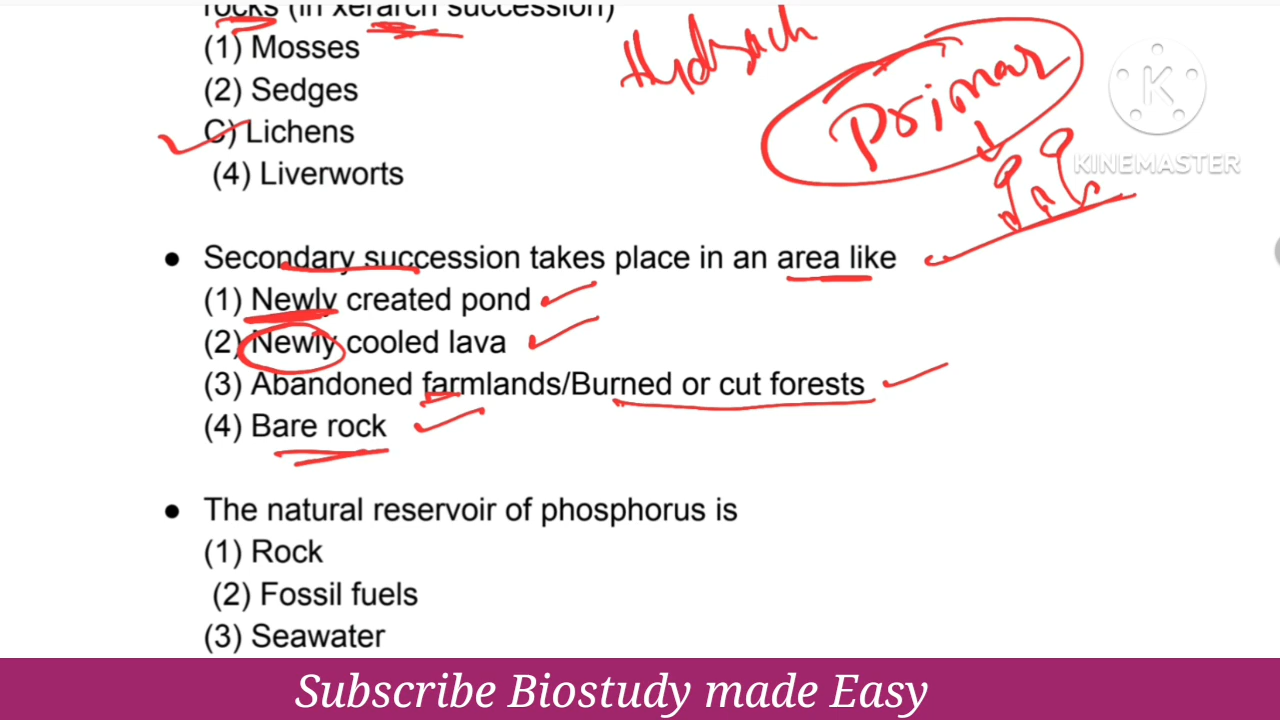 rocks (in xerarch succession)
(1) Mosses
(2) Sedges
C) Lichens
(4) Liverworts
Hydrach
Primar
KINEMASTER
● Secondary succession takes place in an area like
(1) Newly created pond
(2) Newly cooled lava
(3) Abandoned farmlands/Burned or cut forests
(4) Bare rock
● The natural reservoir of phosphorus is
(1) Rock
(2) Fossil fuels
(3) Seawater
Subscribe Biostudy made Easy